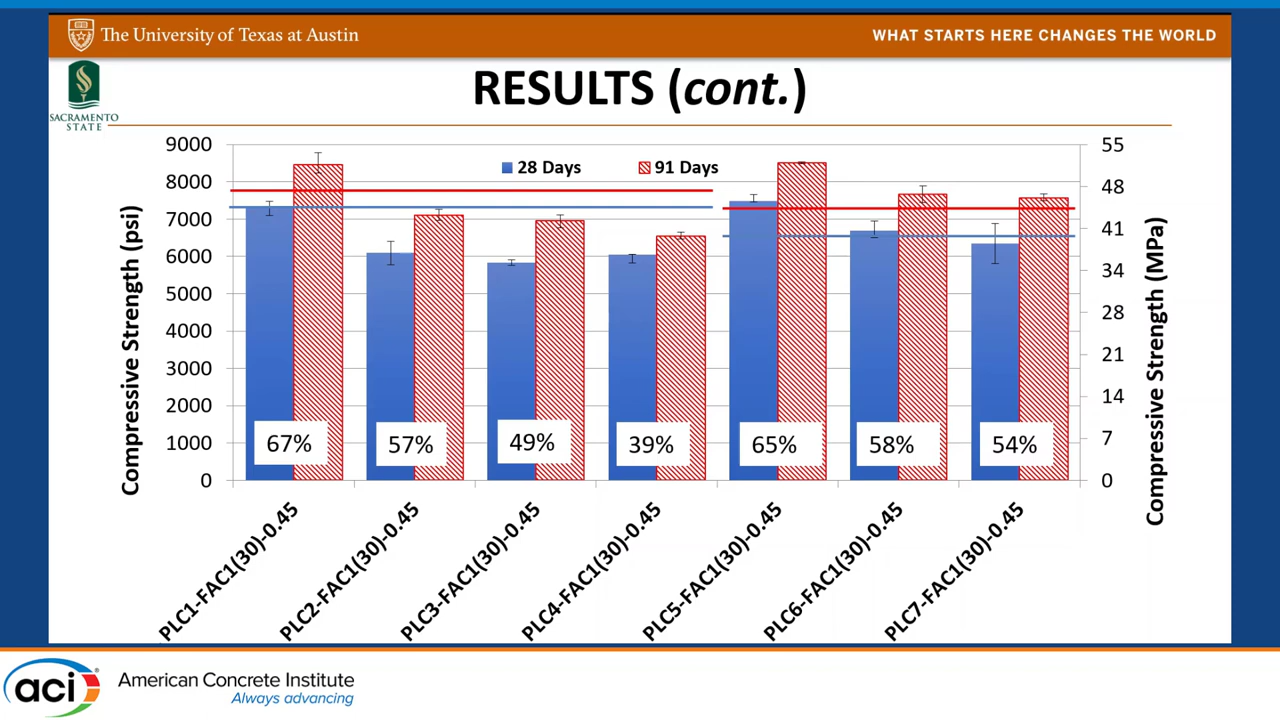 The University of Texas at Austin
WHAT STARTS HERE CHANGES THE WORLD
SACRAMENTO
STATE
RESULTS (cont.)
28 Days
91 Days
Compressive Strength (psi)
9000
8000
7000
6000
5000
4000
3000
2000
1000
0
67%
57%
49%
39%
65%
58%
54%
55
48
41
34
28
21
14
7
0
Compressive Strength (MPa)
PLC1-FAC1(30)-0.45
PLC2-FAC1(30)-0.45
PLC3-FAC1(30)-0.45
PLC4-FAC1(30)-0.45
PLC5-FAC1(30)-0.45
PLC6-FAC1(30)-0.45
PLC7-FAC1(30)-0.45
aci®
American Concrete Institute
Always advancing